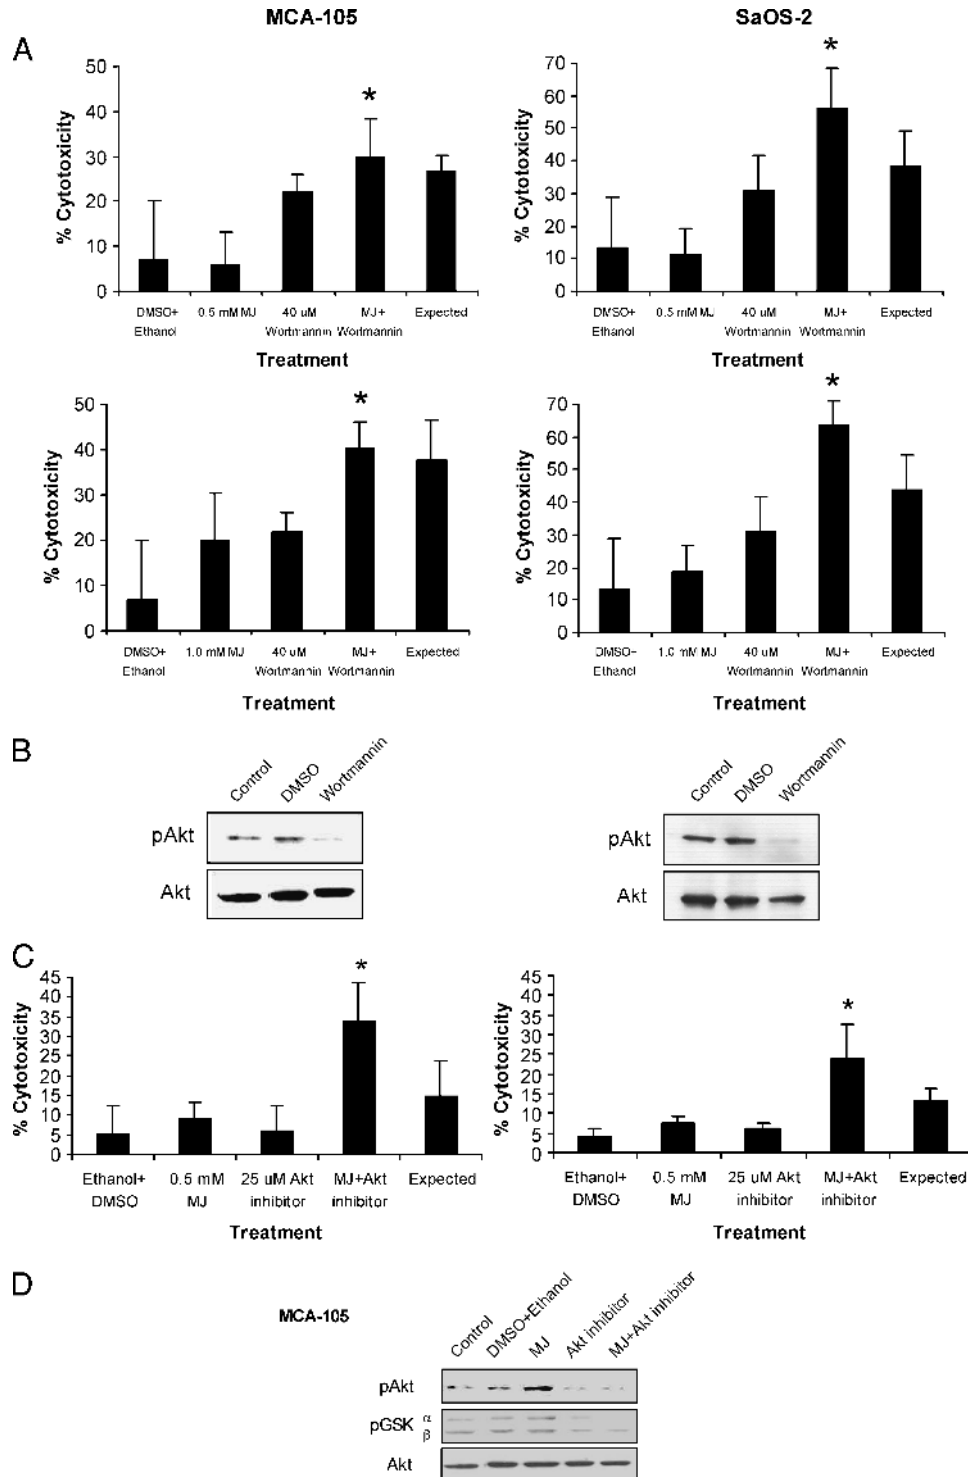 MCA-105
SaOS-2
A
% Cytotoxicity
50
40
30
20
10
0
*
DMSO+ 0.5 mM MJ 40 uM MJ+ Expected
Ethanol Wortmannin Wortmannin
Treatment
% Cytotoxicity
70
60
50
40
30
20
10
0
*
DMSO+ 0.5 mM MJ 40 uM MJ+ Expected
Ethanol Wortmannin Wortmannin
Treatment
% Cytotoxicity
50
40
30
20
10
0
*
DMSO+ 1.0 mM MJ 40 uM MJ+ Expected
Ethanol Wortmannin Wortmannin
Treatment
% Cytotoxicity
70
60
50
40
30
20
10
0
*
DMSO+ 1.0 mM MJ 40 uM MJ+ Expected
Ethanol Wortmannin Wortmannin
Treatment
B
Control DMSO Wortmannin
pAkt
Akt
Control DMSO Wortmannin
pAkt
Akt
C
% Cytotoxicity
45
40
35
30
25
20
15
10
5
0
*
Ethanol+ 0.5 mM 25 uM Akt MJ+Akt Expected
DMSO MJ inhibitor inhibitor
Treatment
% Cytotoxicity
45
40
35
30
25
20
15
10
5
0
*
Ethanol+ 0.5 mM 25 uM Akt MJ+Akt Expected
DMSO MJ inhibitor inhibitor
Treatment
D
MCA-105
Control DMSO+Ethanol MJ Akt inhibitor MJ+Akt inhibitor
pAkt
pGSK α
β
Akt